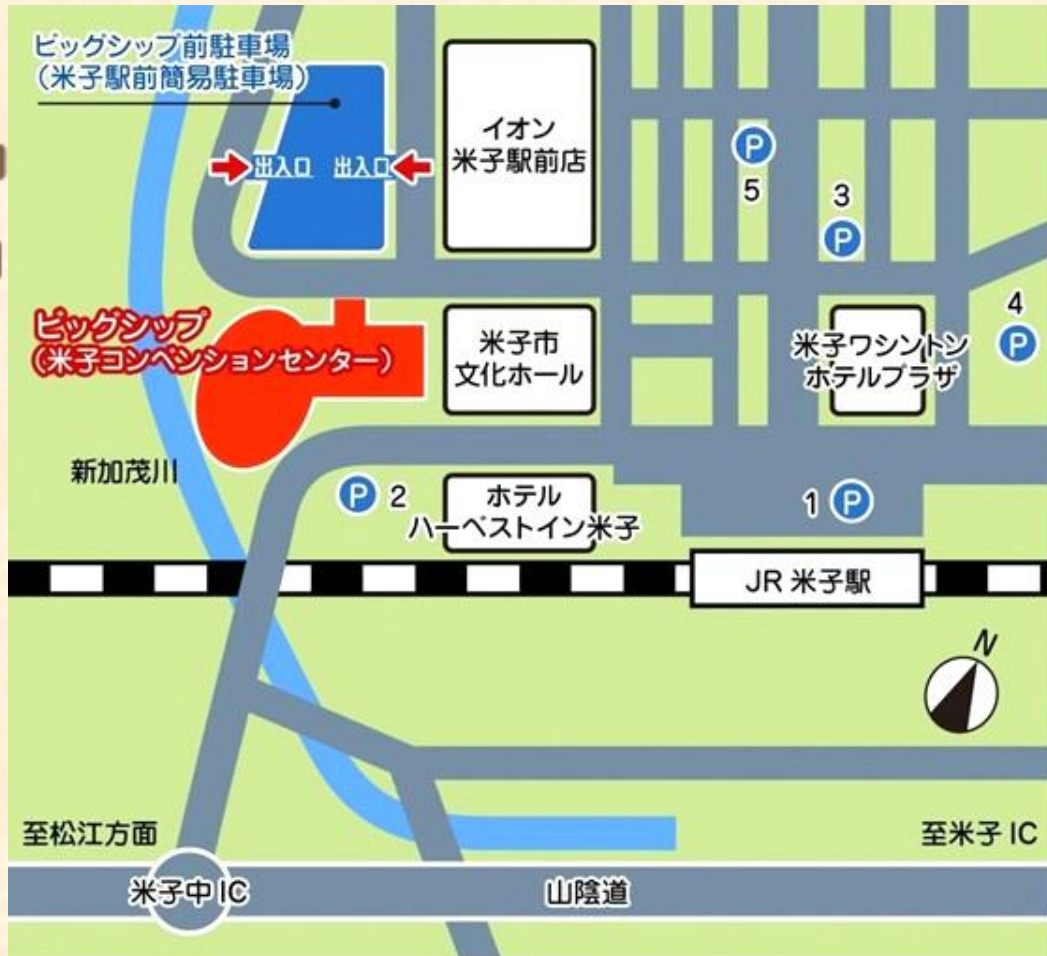 ビッグシップ前駐車場
（米子駅前簡易駐車場）
出入口 出入口
イオン
米子駅前店
P
5
3
P
4
P
ビッグシップ
（米子コンベンションセンター）
米子市
文化ホール
米子ワシントン
ホテルプラザ
新加茂川
P 2
ホテル
ハーベストイン米子
1 P
JR 米子駅
N
至松江方面
至米子 IC
米子中 IC
山陰道